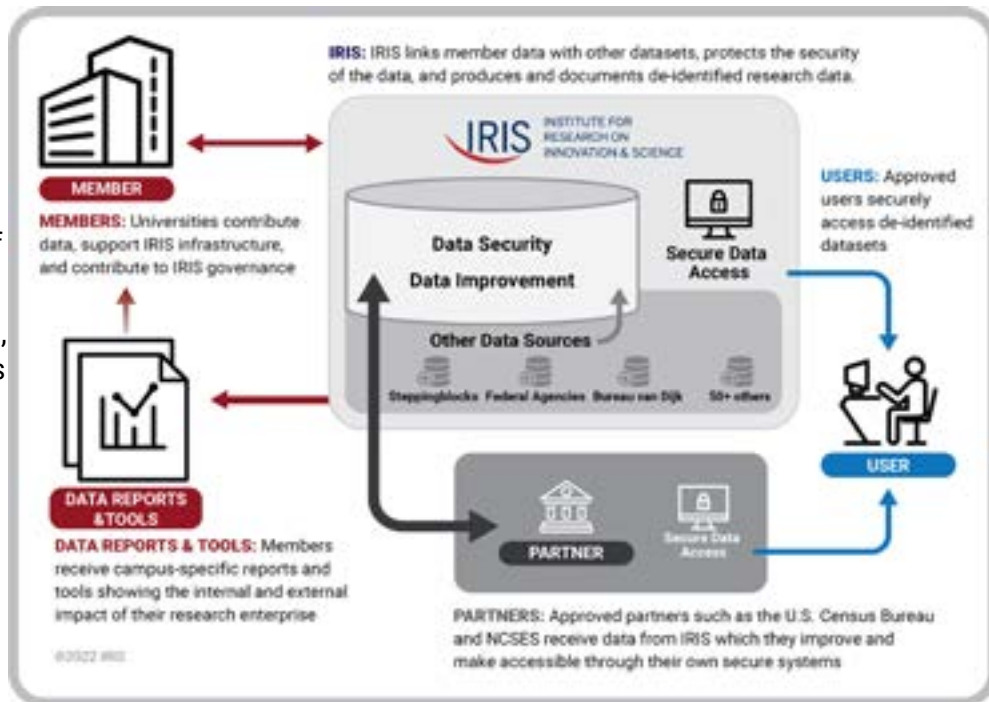 IRIS: IRIS links member data with other datasets, protects the security
of the data, and produces and documents de-identified research data.
IRIS
INSTITUTE FOR
RESEARCH ON
INNOVATION & SCIENCE
MEMBER
MEMBERS: Universities contribute
data, support IRIS infrastructure,
and contribute to IRIS governance
Data Security
Data Improvement
Secure Data
Access
USERS: Approved
users securely
access de-identified
datasets
Other Data Sources
Steppingblocks
Federal Agencies
Bureau van Dijk
50+ others
USER
DATA REPORTS
&TOOLS
DATA REPORTS & TOOLS: Members
receive campus-specific reports and
tools showing the internal and external
impact of their research enterprise
PARTNER
Secure Data
Access
PARTNERS: Approved partners such as the U.S. Census Bureau
and NCSES receive data from IRIS which they improve and
make accessible through their own secure systems
©2022 IRIS